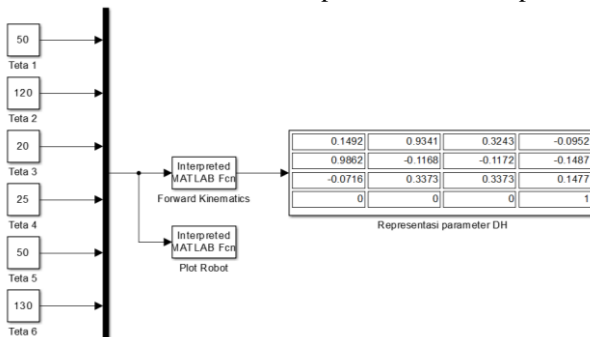 50
Teta 1
120
Teta 2
20
Teta 3
25
Teta 4
50
Teta 5
130
Teta 6
Interpreted
MATLAB Fcn
Forward Kinematics
Interpreted
MATLAB Fcn
Plot Robot
0.1492 0.9341 0.3243 -0.0952
0.9862 -0.1168 -0.1172 -0.1487
-0.0716 0.3373 0.3373 0.1477
0 0 0 1
Representasi parameter DH